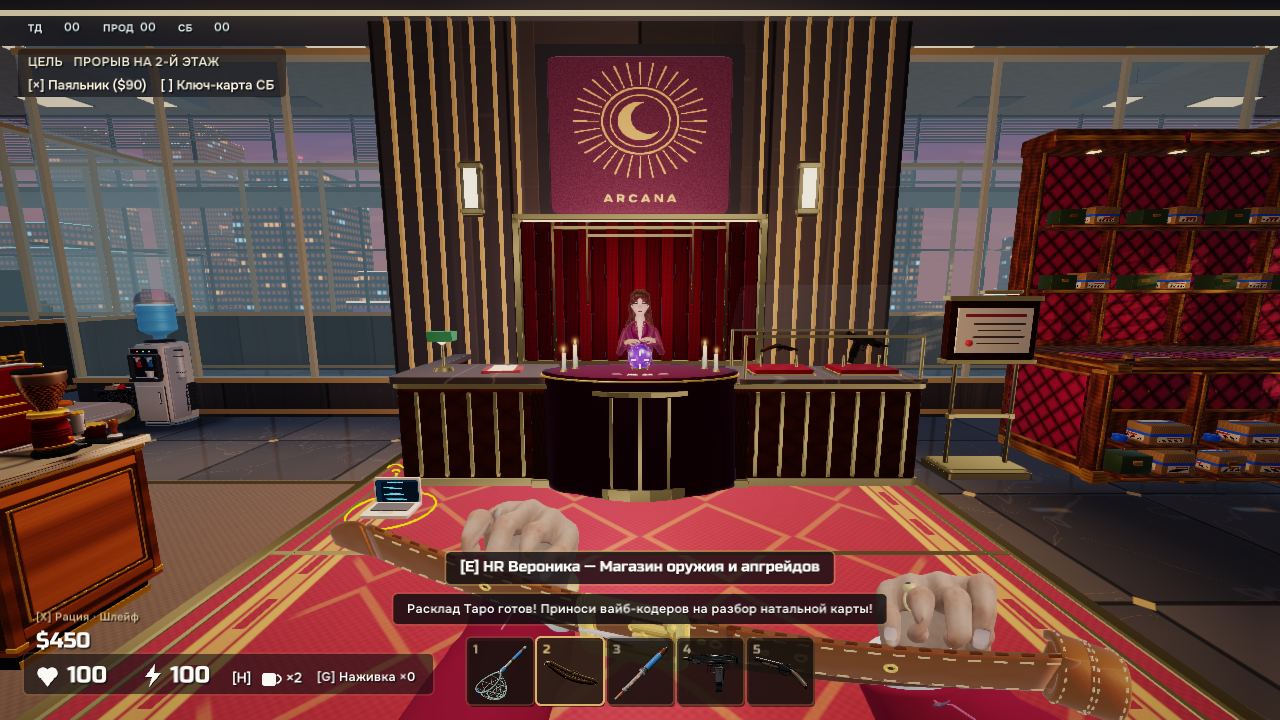 ТД 00 ПРОД 00 СБ 00
ЦЕЛЬ ПРОРЫВ НА 2-Й ЭТАЖ
[×] Паяльник ($90) [ ] Ключ-карта СБ
ARCANA
[E] HR Вероника — Магазин оружия и апгрейдов
Расклад Таро готов! Приноси вайб-кодеров на разбор натальной карты!
[X] Рация · Шлейф
$450
100 100 [H] ×2 [G] Наживка ×0
1 2 3 4 5